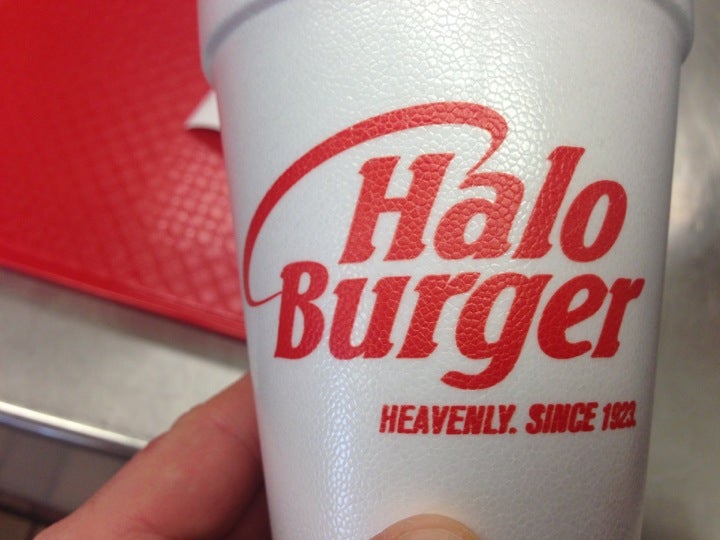 Halo
Burger
HEAVENLY. SINCE 1923.